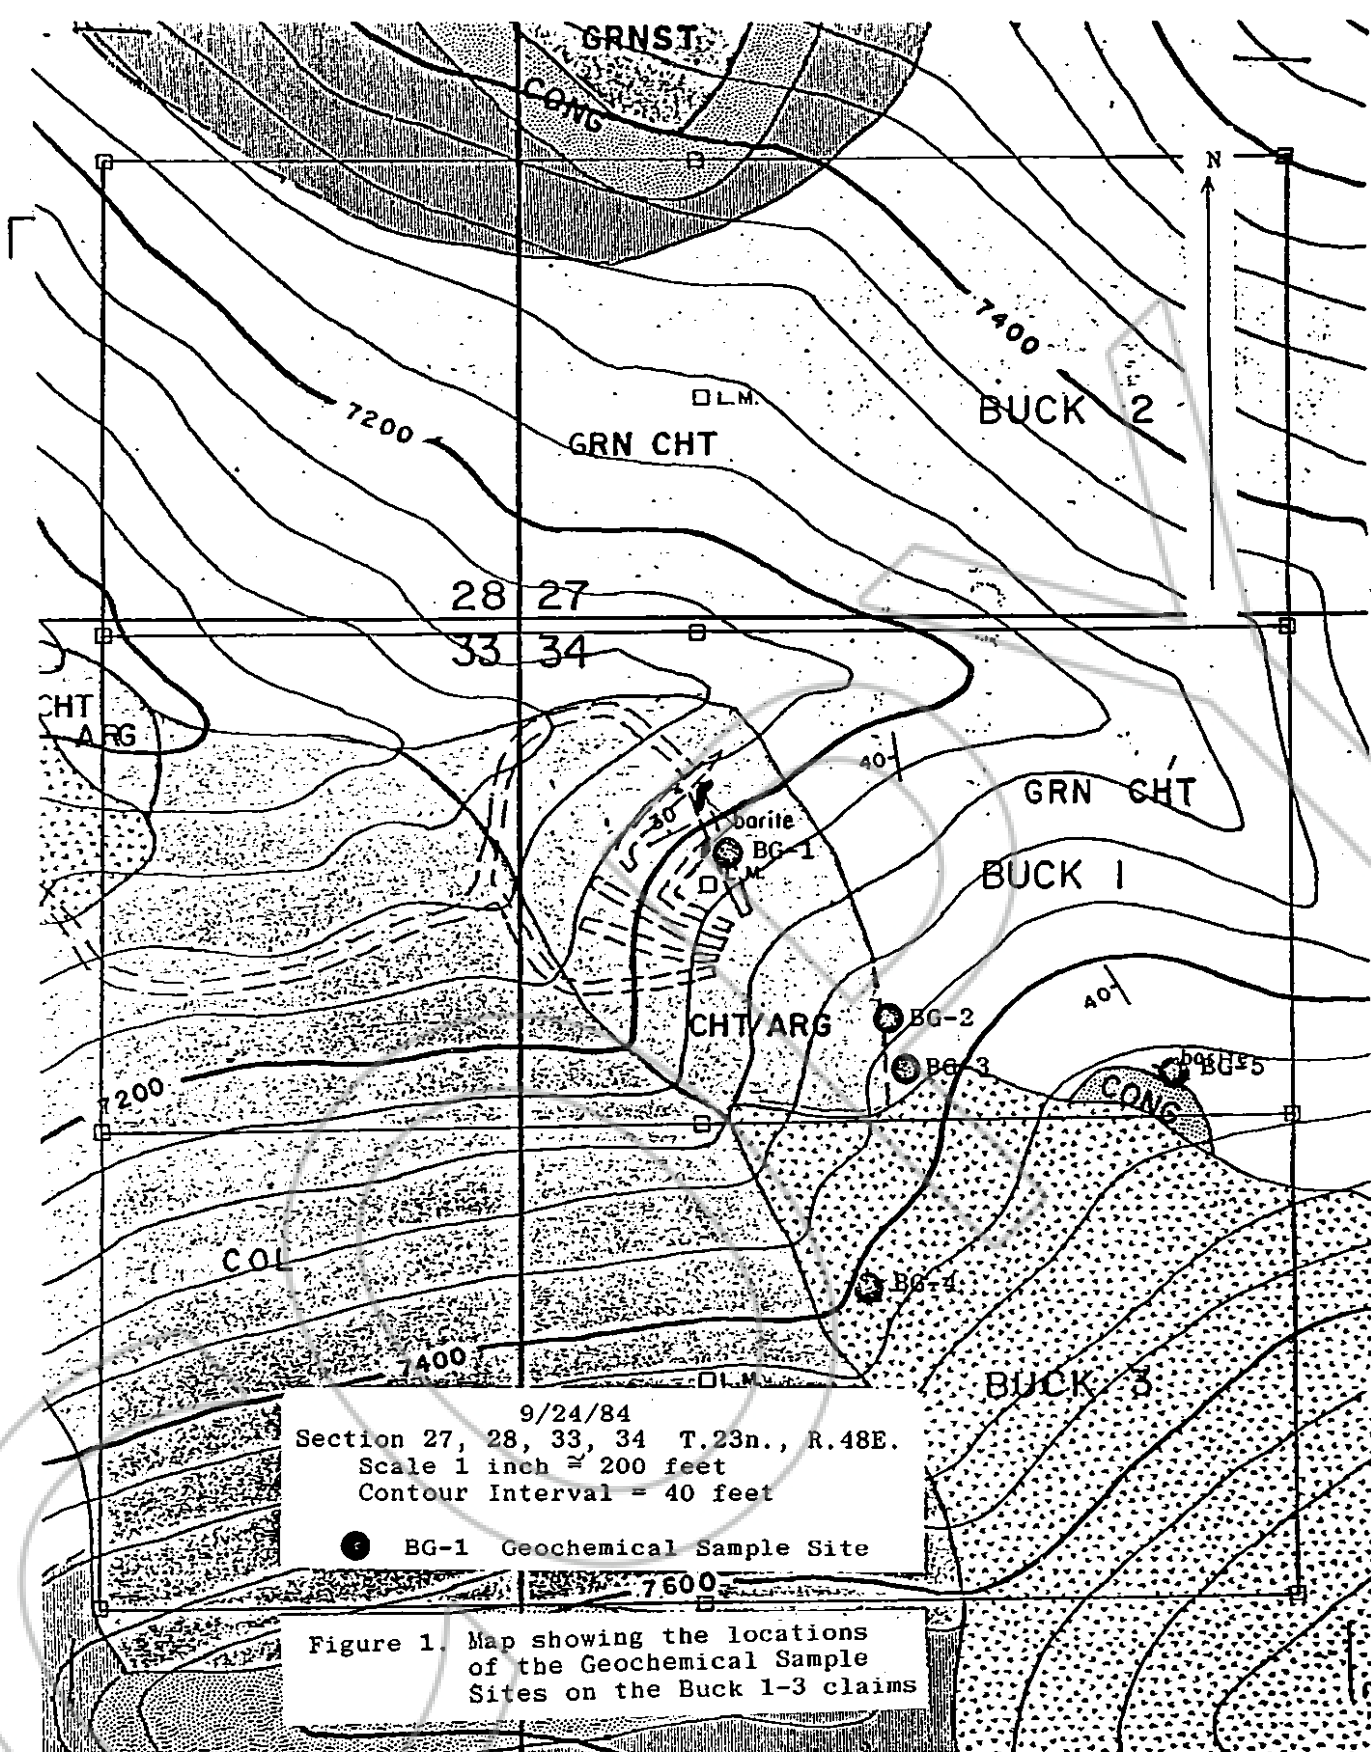 GRNST.
CONG
N
7400
L.M.
BUCK 2
7200
GRN CHT
28 27
33 34
CHT
ARG
40
GRN CHT
30
barite
BG-1
L.M.
BUCK 1
40
CHT/ARG
BG-2
BG-3
barite
BG-5
CONG
COL
BG-4
7400
L.M.
BUCK 3
9/24/84
Section 27, 28, 33, 34 T.23n., R.48E.
Scale 1 inch ≅ 200 feet
Contour Interval = 40 feet
BG-1 Geochemical Sample Site
7600
Figure 1. Map showing the locations
of the Geochemical Sample
Sites on the Buck 1-3 claims